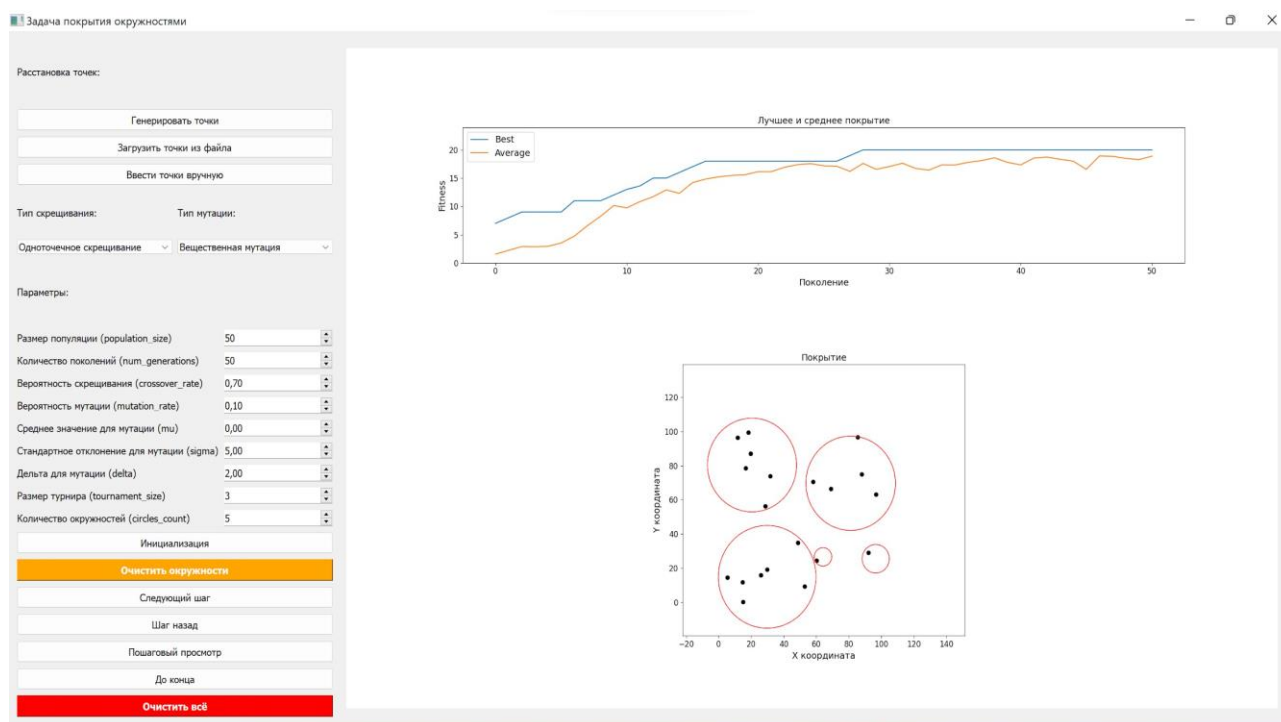 Задача покрытия окружностями
Расстановка точек:
Генерировать точки
Загрузить точки из файла
Ввести точки вручную
Тип скрещивания: Тип мутации:
Одноточечное скрещивание Вещественная мутация
Параметры:
Размер популяции (population_size) 50
Количество поколений (num_generations) 50
Вероятность скрещивания (crossover_rate) 0,70
Вероятность мутации (mutation_rate) 0,10
Среднее значение для мутации (mu) 0,00
Стандартное отклонение для мутации (sigma) 5,00
Дельта для мутации (delta) 2,00
Размер турнира (tournament_size) 3
Количество окружностей (circles_count) 5
Инициализация
Очистить окружности
Следующий шаг
Шаг назад
Пошаговый просмотр
До конца
Очистить всё
Лучшее и среднее покрытие
Best
Average
Fitness
20
15
10
5
0
0 10 20 30 40 50
Поколение
Покрытие
Y координата
120
100
80
60
40
20
0
−20 0 20 40 60 80 100 120 140
X координата